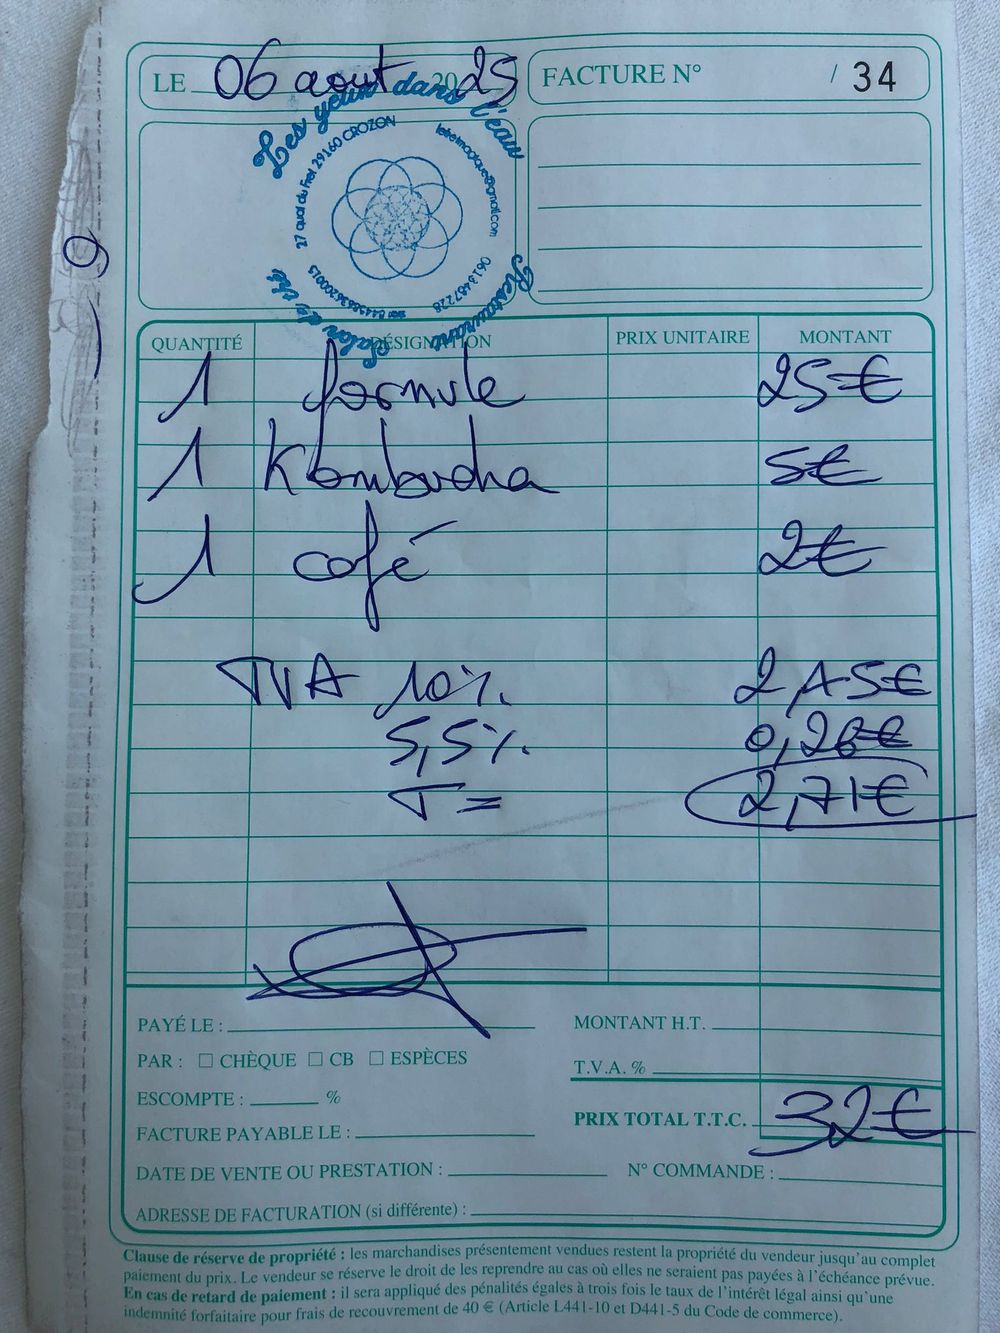 LE 06 aout 2025
FACTURE N° / 34
Les yeux dans l'eau
27 quai du Fret 29160 CROZON
Restaurant
Salon de thé
QUANTITÉ DÉSIGNATION PRIX UNITAIRE MONTANT
1 formule 25€
1 Kombucha 5€
1 café 2€
TVA 10% 2,45€
5,5% 0,26€
T = 2,71€
PAYÉ LE :
MONTANT H.T.
PAR : □ CHÈQUE □ CB □ ESPÈCES
T.V.A. %
ESCOMPTE : %
PRIX TOTAL T.T.C. 32€
FACTURE PAYABLE LE :
DATE DE VENTE OU PRESTATION : N° COMMANDE :
ADRESSE DE FACTURATION (si différente) :
Clause de réserve de propriété : les marchandises présentement vendues restent la propriété du vendeur jusqu'au complet
paiement du prix. Le vendeur se réserve le droit de les reprendre au cas où elles ne seraient pas payées à l'échéance prévue.
En cas de retard de paiement : il sera appliqué des pénalités égales à trois fois le taux de l'intérêt légal ainsi qu'une
indemnité forfaitaire pour frais de recouvrement de 40 € (Article L441-10 et D441-5 du Code de commerce).